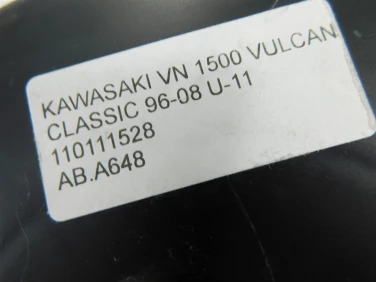 KAWASAKI VN 1500 VULCAN
CLASSIC 96-08 U-11
110111528
AB.A648